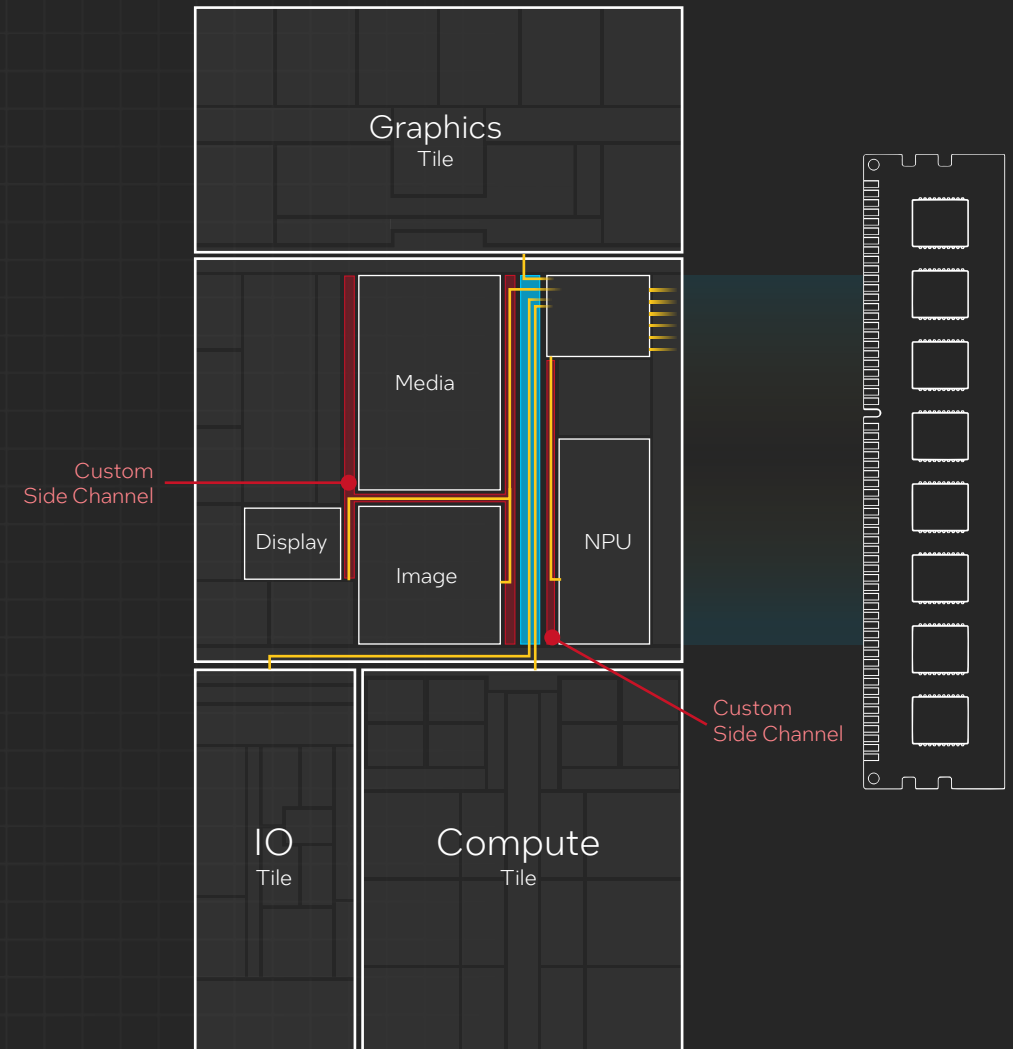 Graphics
Tile
Media
Custom
Side Channel
Display
Image
NPU
Custom
Side Channel
IO
Tile
Compute
Tile